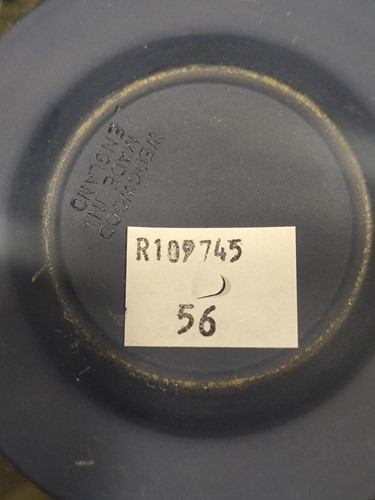 WEDGWOOD
MADE IN
ENGLAND
R109745
56